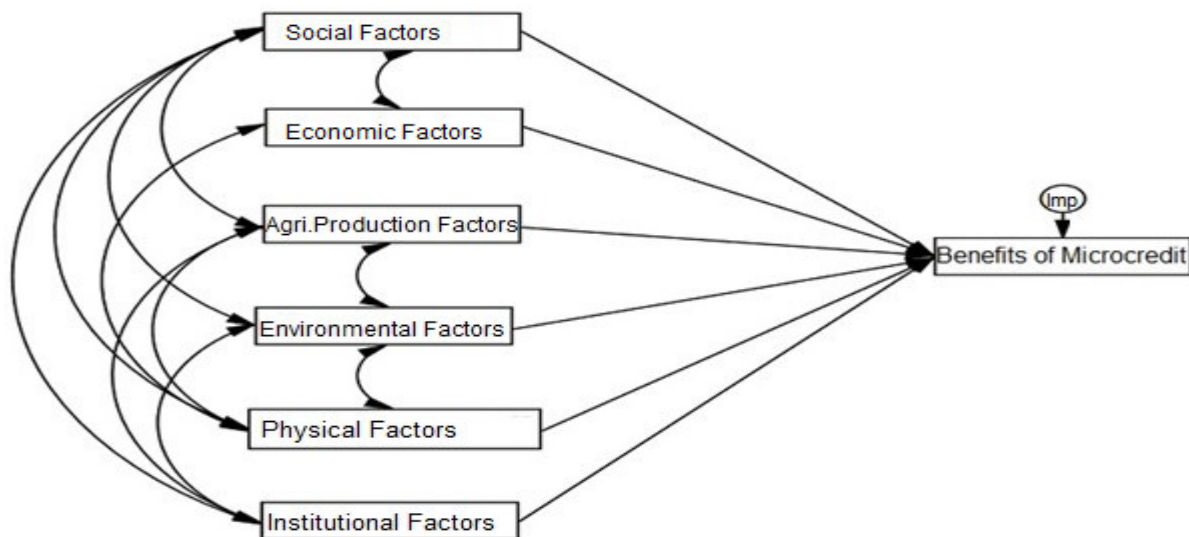 Social Factors
Economic Factors
Agri.Production Factors
Imp
Benefits of Microcredit
Environmental Factors
Physical Factors
Institutional Factors